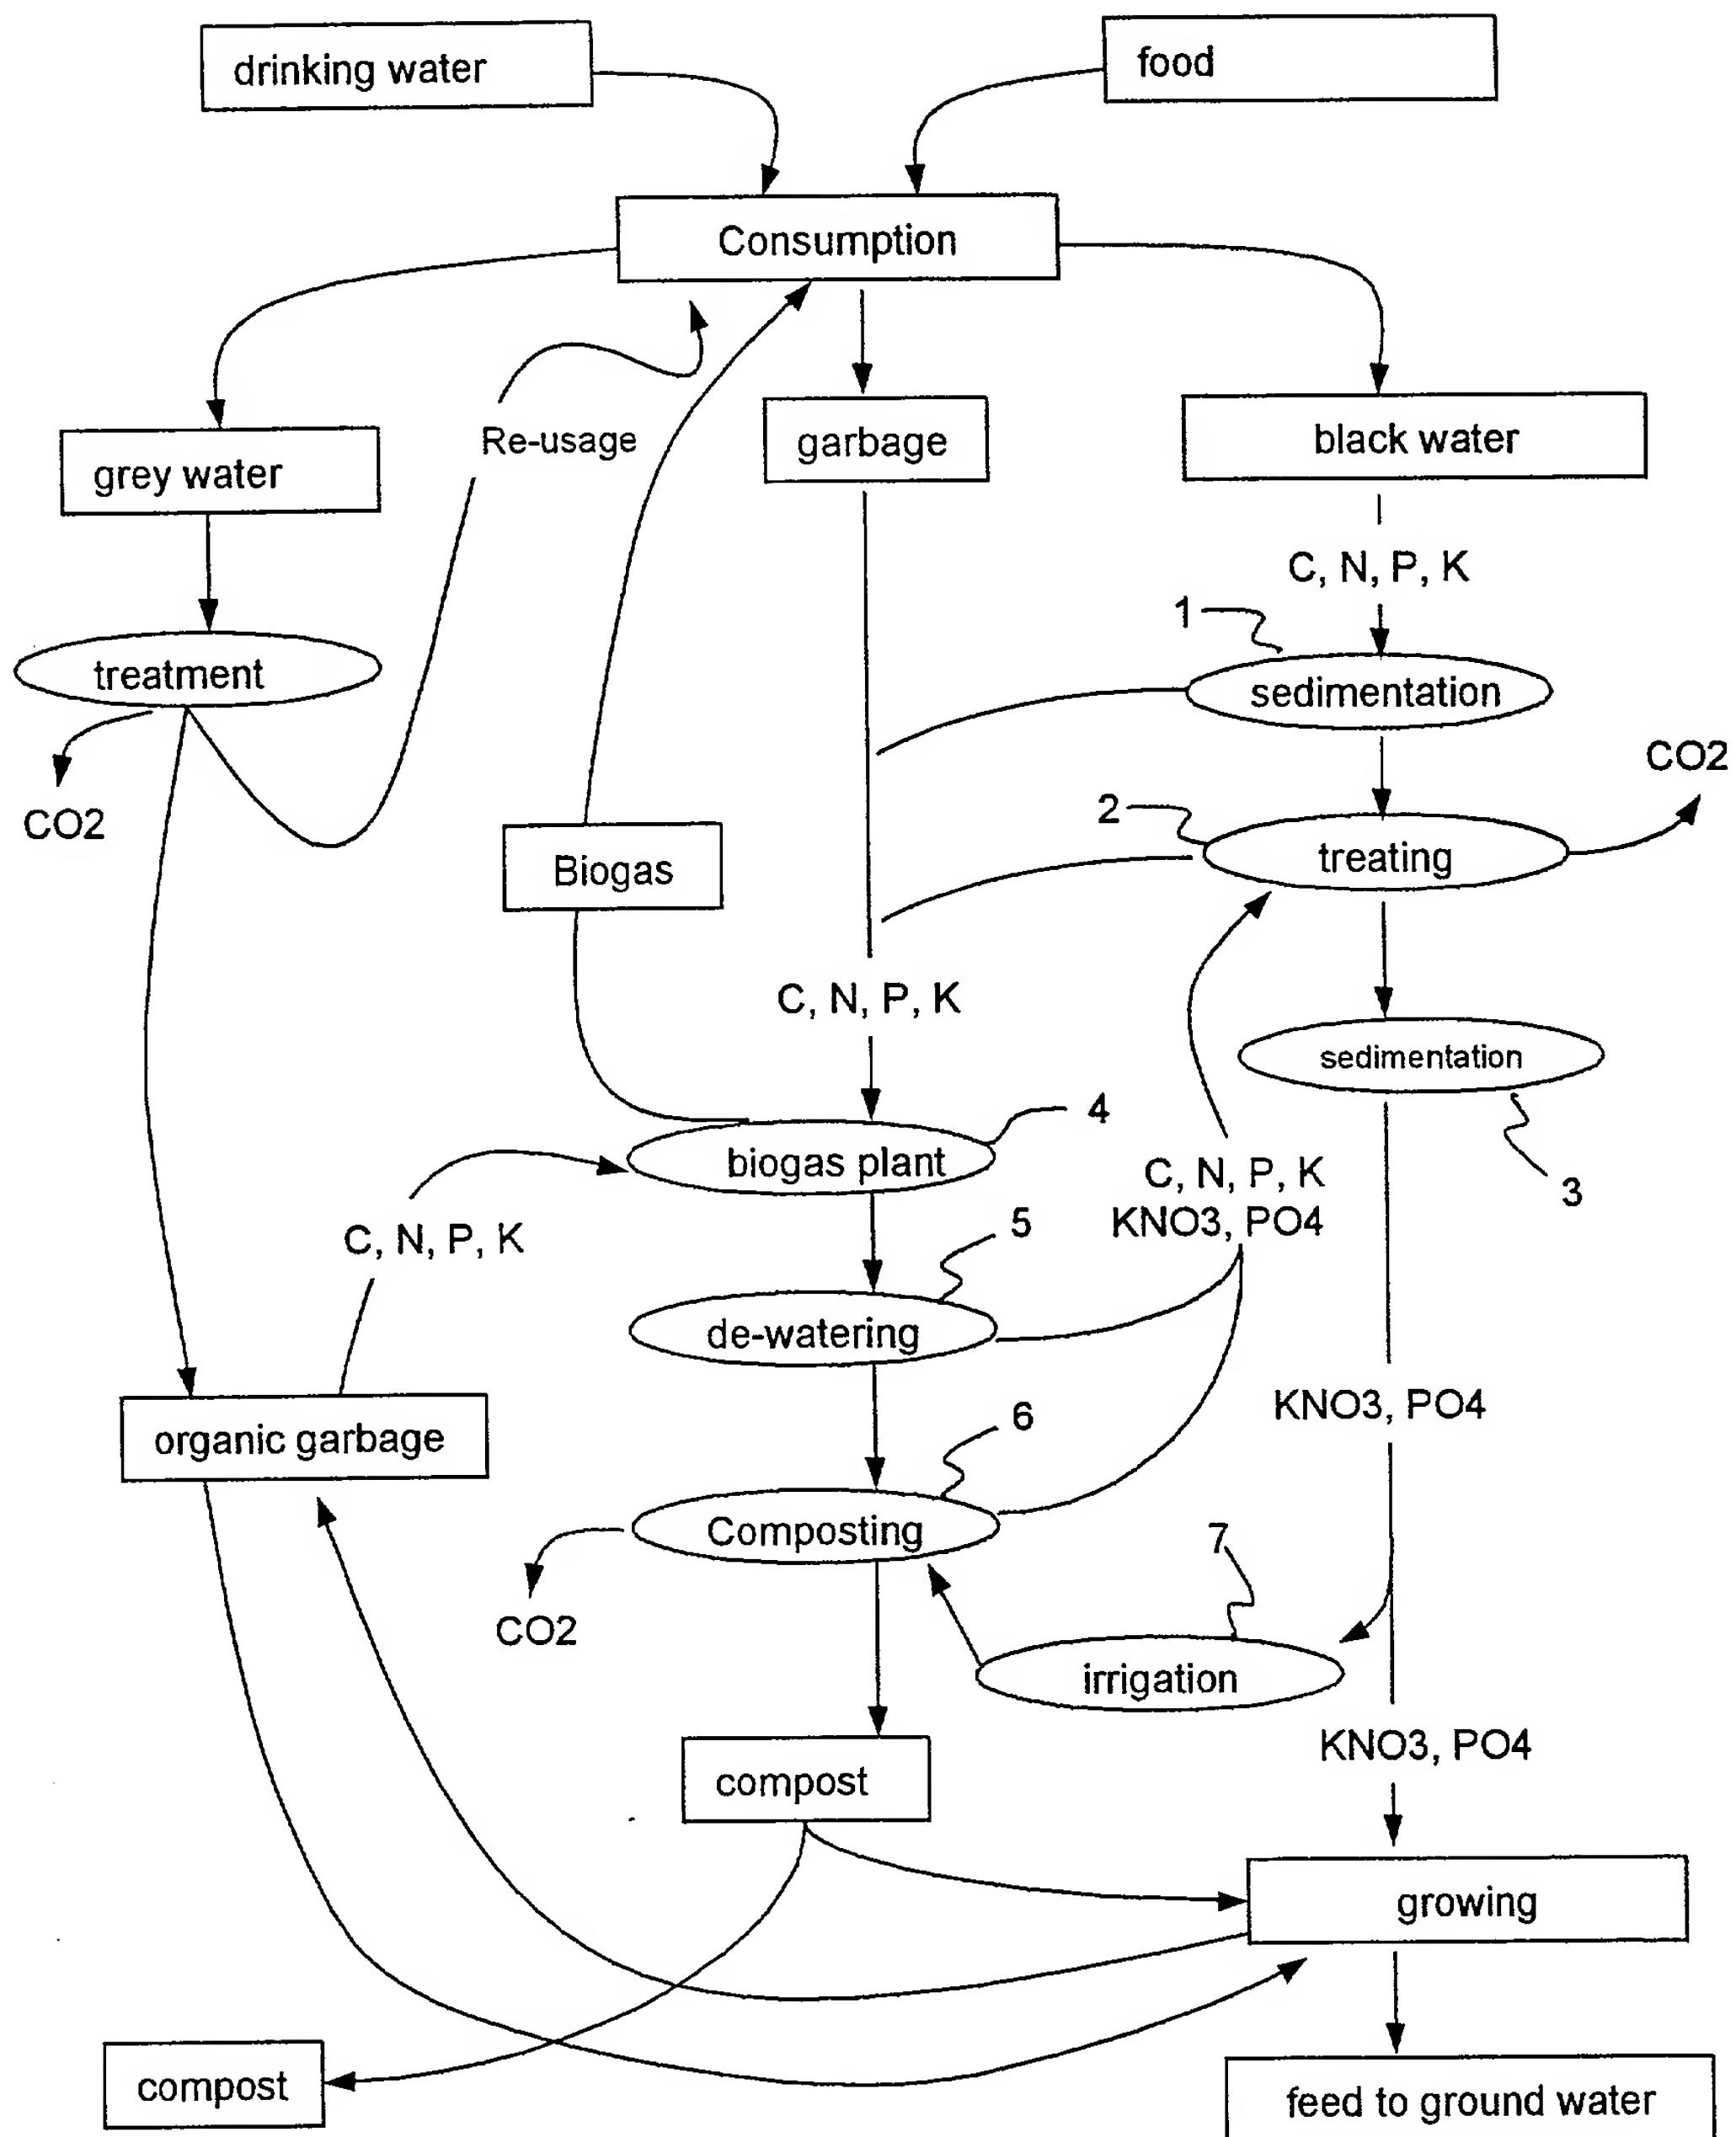 drinking water
food
Consumption
Re-usage
garbage
black water
grey water
C, N, P, K
1
sedimentation
treatment
CO2
2
treating
CO2
Biogas
C, N, P, K
sedimentation
4
biogas plant
C, N, P, K
KNO3, PO4
3
C, N, P, K
5
de-watering
KNO3, PO4
organic garbage
6
Composting
7
CO2
irrigation
KNO3, PO4
compost
growing
compost
feed to ground water